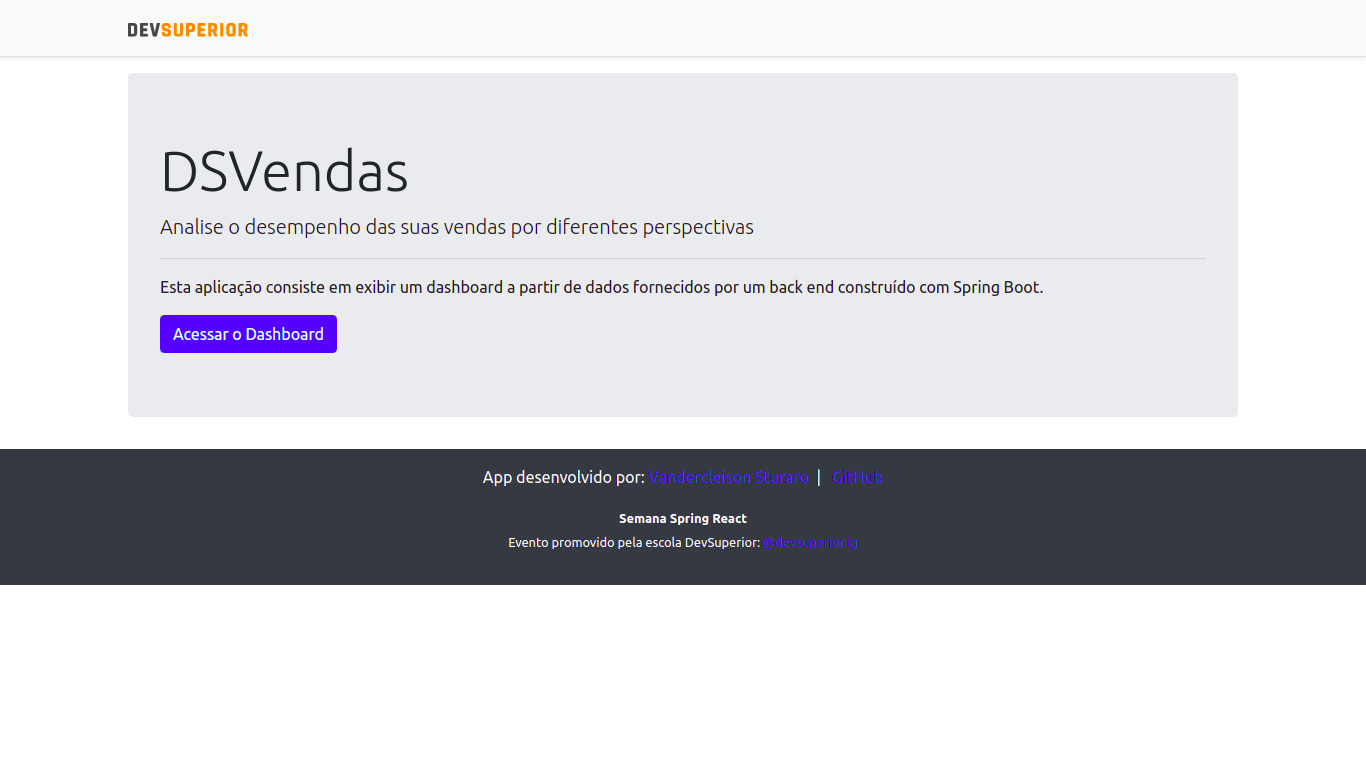 DEVSUPERIOR
DSVendas
Analise o desempenho das suas vendas por diferentes perspectivas
Esta aplicação consiste em exibir um dashboard a partir de dados fornecidos por um back end construído com Spring Boot.
Acessar o Dashboard
App desenvolvido por: Vandercleison Sturaro | GitHub
Semana Spring React
Evento promovido pela escola DevSuperior: @devsuperior.ig